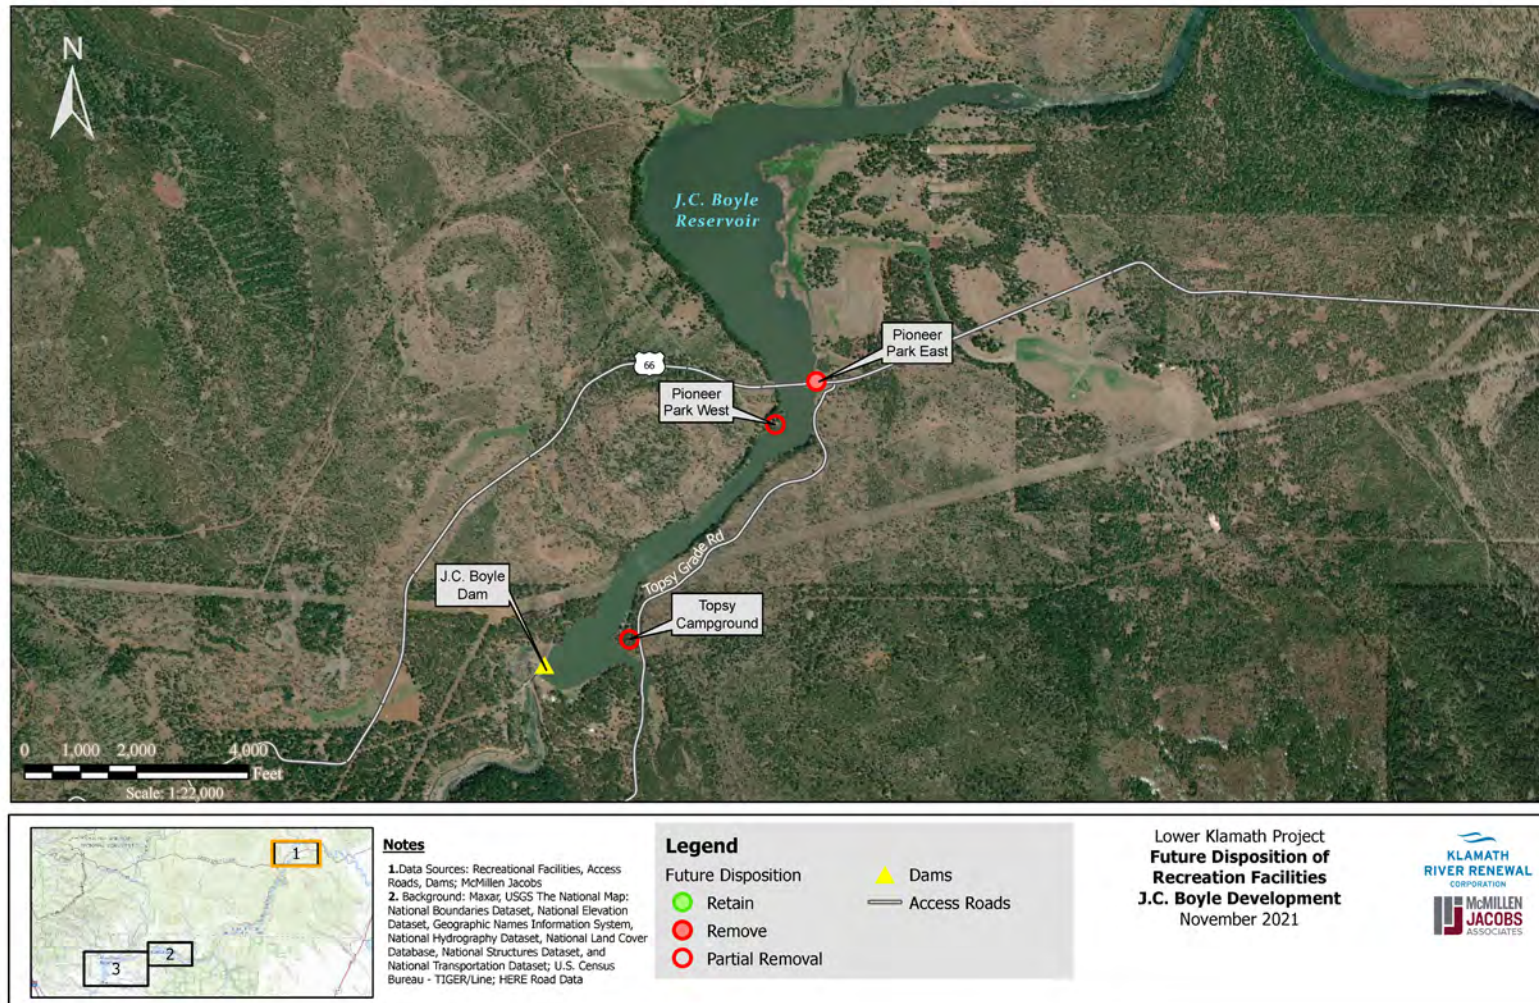 N
J.C. Boyle
Reservoir
Pioneer
Park East
66
Pioneer
Park West
Topsy Grade Rd
J.C. Boyle
Dam
Topsy
Campground
0 1,000 2,000 4,000
Feet
Scale: 1:22,000
1
2
3
Notes
1.Data Sources: Recreational Facilities, Access
Roads, Dams; McMillen Jacobs
2. Background: Maxar, USGS The National Map:
National Boundaries Dataset, National Elevation
Dataset, Geographic Names Information System,
National Hydrography Dataset, National Land Cover
Database, National Structures Dataset, and
National Transportation Dataset; U.S. Census
Bureau - TIGER/Line; HERE Road Data
Legend
Future Disposition
Retain
Remove
Partial Removal
Dams
Access Roads
Lower Klamath Project
Future Disposition of
Recreation Facilities
J.C. Boyle Development
November 2021
KLAMATH
RIVER RENEWAL
CORPORATION
McMILLEN
JACOBS
ASSOCIATES